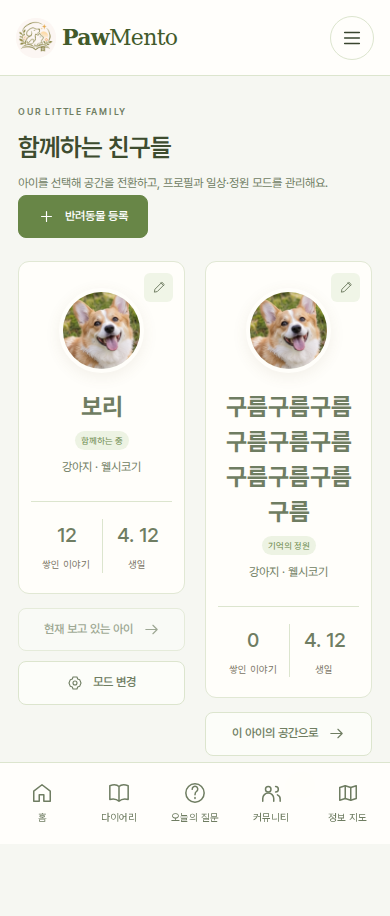 PawMento
OUR LITTLE FAMILY
함께하는 친구들
아이를 선택해 공간을 전환하고, 프로필과 일상·정원 모드를 관리해요.
반려동물 등록
보리
함께하는 중
강아지 · 웰시코기
12
쌓인 이야기
4. 12
생일
현재 보고 있는 아이
모드 변경
구름구름구름
구름구름구름
구름구름구름
구름
기억의 정원
강아지 · 웰시코기
0
쌓인 이야기
4. 12
생일
이 아이의 공간으로
홈
다이어리
오늘의 질문
커뮤니티
정보 지도